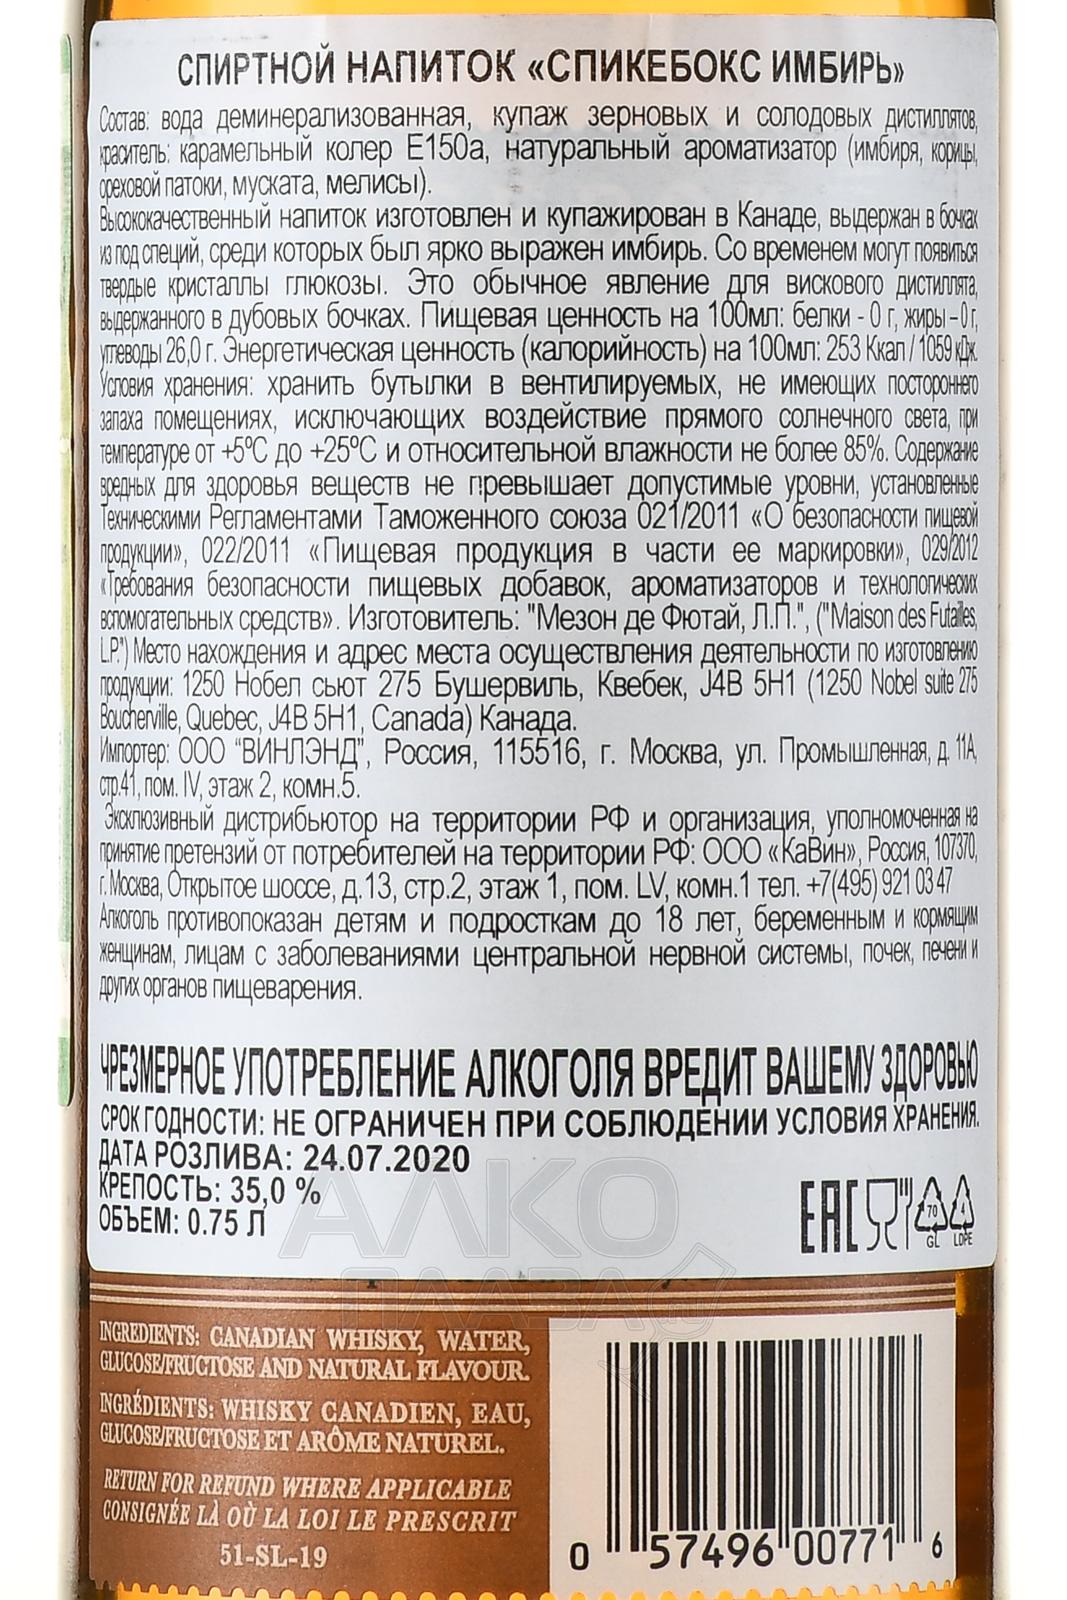 СПИРТНОЙ НАПИТОК «СПИКЕБОКС ИМБИРЬ»
Состав: вода деминерализованная, купаж зерновых и солодовых дистиллятов,
краситель: карамельный колер Е150а, натуральный ароматизатор (имбиря, корицы,
ореховой патоки, муската, мелисы).
Высококачественный напиток изготовлен и купажирован в Канаде, выдержан в бочках
из под специй, среди которых был ярко выражен имбирь. Со временем могут появиться
твердые кристаллы глюкозы. Это обычное явление для вискового дистиллята,
выдержанного в дубовых бочках. Пищевая ценность на 100мл: белки - 0 г, жиры – 0 г,
углеводы 26,0 г. Энергетическая ценность (калорийность) на 100мл: 253 Ккал / 1059 кДж.
Условия хранения: хранить бутылки в вентилируемых, не имеющих постороннего
запаха помещениях, исключающих воздействие прямого солнечного света, при
температуре от +5ºС до +25ºС и относительной влажности не более 85%. Содержание
вредных для здоровья веществ не превышает допустимые уровни, установленные
Техническими Регламентами Таможенного союза 021/2011 «О безопасности пищевой
продукции», 022/2011 «Пищевая продукция в части ее маркировки», 029/2012
«Требования безопасности пищевых добавок, ароматизаторов и технологических
вспомогательных средств». Изготовитель: "Мезон де Фютай, Л.П.", ("Maison des Futailles,
L.P.") Место нахождения и адрес места осуществления деятельности по изготовлению
продукции: 1250 Нобел сьют 275 Бушервиль, Квебек, J4B 5H1 (1250 Nobel suite 275
Boucherville, Quebec, J4B 5H1, Canada) Канада.
Импортер: ООО "ВИНЛЭНД", Россия, 115516, г. Москва, ул. Промышленная, д. 11А,
стр.41, пом. IV, этаж 2, комн.5.
Эксклюзивный дистрибьютор на территории РФ и организация, уполномоченная на
принятие претензий от потребителей на территории РФ: ООО «КаВин», Россия, 107370,
г. Москва, Открытое шоссе, д.13, стр.2, этаж 1, пом. LV, комн.1 тел. +7(495) 921 03 47
Алкоголь противопоказан детям и подросткам до 18 лет, беременным и кормящим
женщинам, лицам с заболеваниями центральной нервной системы, почек, печени и
других органов пищеварения.
ЧРЕЗМЕРНОЕ УПОТРЕБЛЕНИЕ АЛКОГОЛЯ ВРЕДИТ ВАШЕМУ ЗДОРОВЬЮ
СРОК ГОДНОСТИ: НЕ ОГРАНИЧЕН ПРИ СОБЛЮДЕНИИ УСЛОВИЯ ХРАНЕНИЯ.
ДАТА РОЗЛИВА: 24.07.2020
КРЕПОСТЬ: 35,0 %
ОБЪЕМ: 0.75 Л
EAC
70
GL
4
LDPE
АЛКО
ПЛАЗА.ru
INGREDIENTS: CANADIAN WHISKY, WATER,
GLUCOSE/FRUCTOSE AND NATURAL FLAVOUR.
INGRÉDIENTS: WHISKY CANADIEN, EAU,
GLUCOSE/FRUCTOSE ET ARÔME NATUREL.
RETURN FOR REFUND WHERE APPLICABLE
CONSIGNÉE LÀ OÙ LA LOI LE PRESCRIT
51-SL-19
0 57496 00771 6